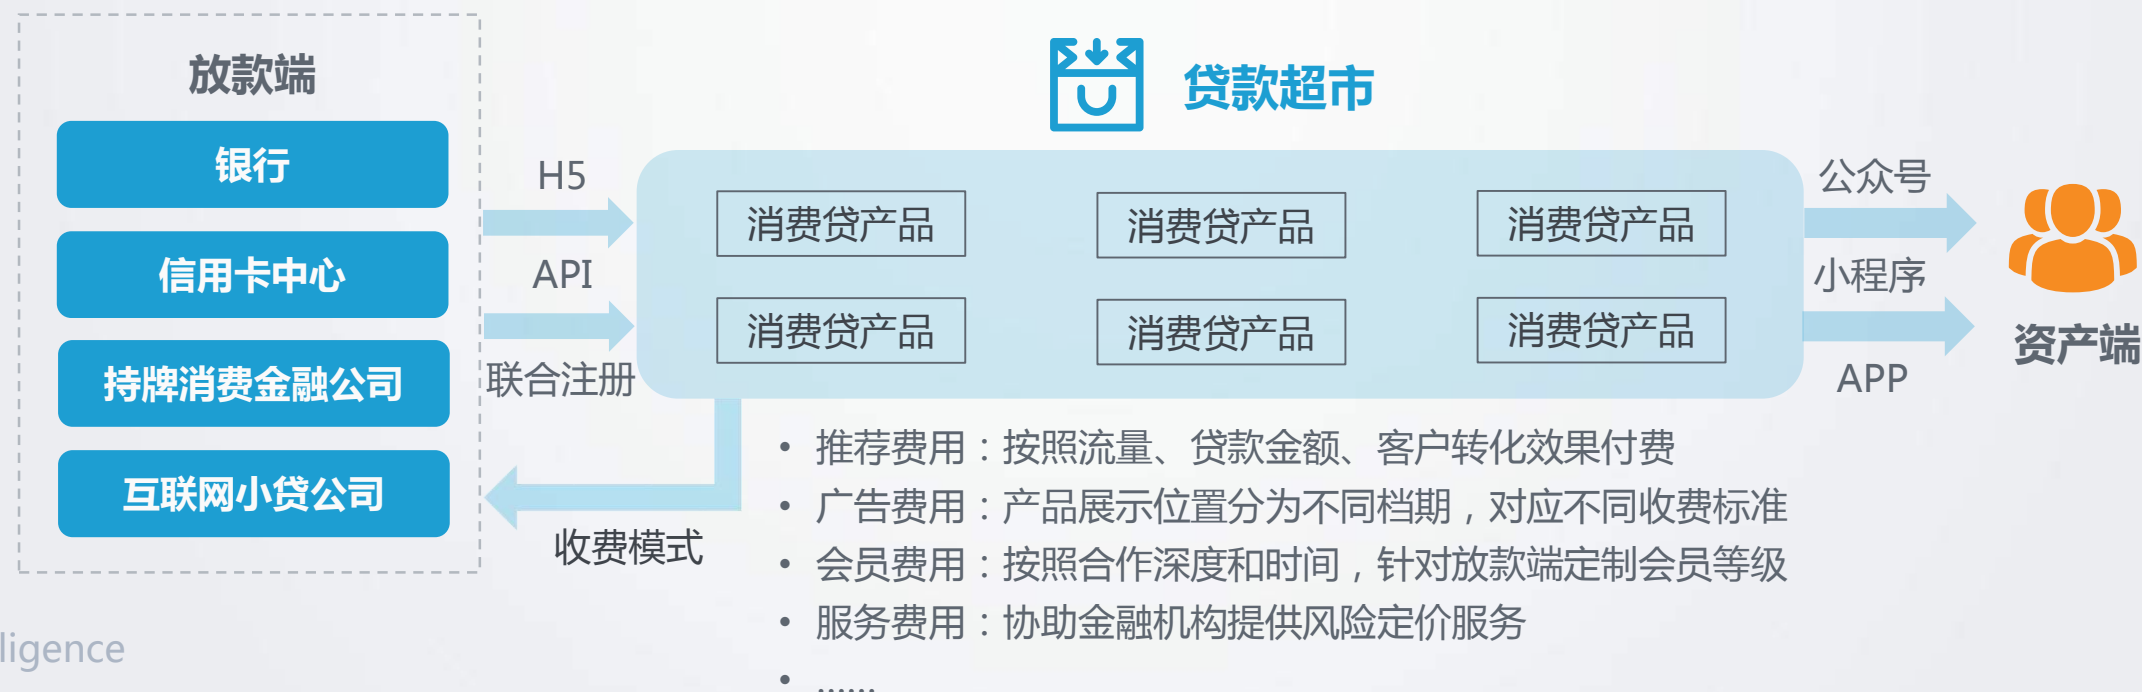 放款端
银行
信用卡中心
持牌消费金融公司
互联网小贷公司
H5
API
联合注册
收费模式
贷款超市
消费贷产品
消费贷产品
消费贷产品
消费贷产品
消费贷产品
消费贷产品
公众号
小程序
APP
资产端
• 推荐费用：按照流量、贷款金额、客户转化效果付费
• 广告费用：产品展示位置分为不同档期，对应不同收费标准
• 会员费用：按照合作深度和时间，针对放款端定制会员等级
• 服务费用：协助金融机构提供风险定价服务
• ......
ligence